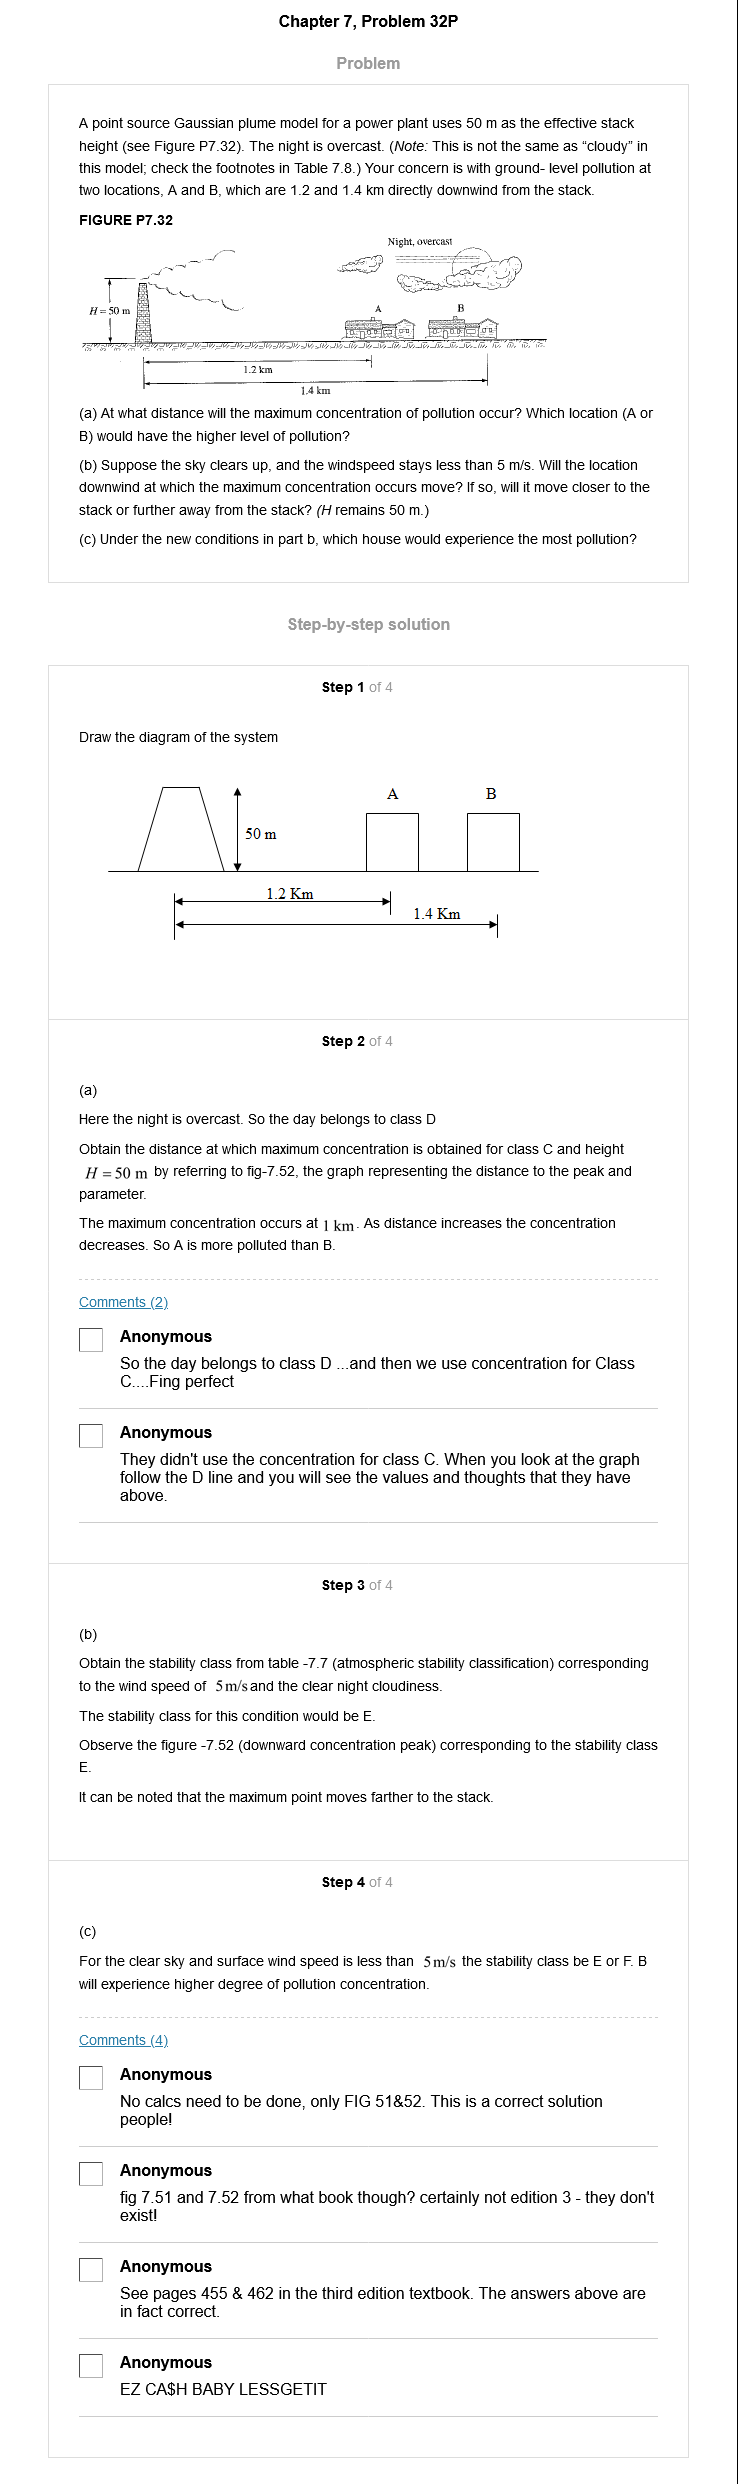 Chapter 7, Problem 32P
Problem
A point source Gaussian plume model for a power plant uses 50 m as the effective stack
height (see Figure P7.32). The night is overcast. (Note: This is not the same as “cloudy” in
this model; check the footnotes in Table 7.8.) Your concern is with ground- level pollution at
two locations, A and B, which are 1.2 and 1.4 km directly downwind from the stack.
FIGURE P7.32
Night, overcast
H = 50 m
A
B
1.2 km
1.4 km
(a) At what distance will the maximum concentration of pollution occur? Which location (A or
B) would have the higher level of pollution?
(b) Suppose the sky clears up, and the windspeed stays less than 5 m/s. Will the location
downwind at which the maximum concentration occurs move? If so, will it move closer to the
stack or further away from the stack? (H remains 50 m.)
(c) Under the new conditions in part b, which house would experience the most pollution?
Step-by-step solution
Step 1 of 4
Draw the diagram of the system
A
B
50 m
1.2 Km
1.4 Km
Step 2 of 4
(a)
Here the night is overcast. So the day belongs to class D
Obtain the distance at which maximum concentration is obtained for class C and height
H = 50 m by referring to fig-7.52, the graph representing the distance to the peak and
parameter.
The maximum concentration occurs at 1 km. As distance increases the concentration
decreases. So A is more polluted than B.
Comments (2)
Anonymous
So the day belongs to class D ...and then we use concentration for Class
C....Fing perfect
Anonymous
They didn't use the concentration for class C. When you look at the graph
follow the D line and you will see the values and thoughts that they have
above.
Step 3 of 4
(b)
Obtain the stability class from table -7.7 (atmospheric stability classification) corresponding
to the wind speed of 5 m/s and the clear night cloudiness.
The stability class for this condition would be E.
Observe the figure -7.52 (downward concentration peak) corresponding to the stability class
E.
It can be noted that the maximum point moves farther to the stack.
Step 4 of 4
(c)
For the clear sky and surface wind speed is less than 5 m/s the stability class be E or F. B
will experience higher degree of pollution concentration.
Comments (4)
Anonymous
No calcs need to be done, only FIG 51&52. This is a correct solution
people!
Anonymous
fig 7.51 and 7.52 from what book though? certainly not edition 3 - they don't
exist!
Anonymous
See pages 455 & 462 in the third edition textbook. The answers above are
in fact correct.
Anonymous
EZ CA$H BABY LESSGETIT